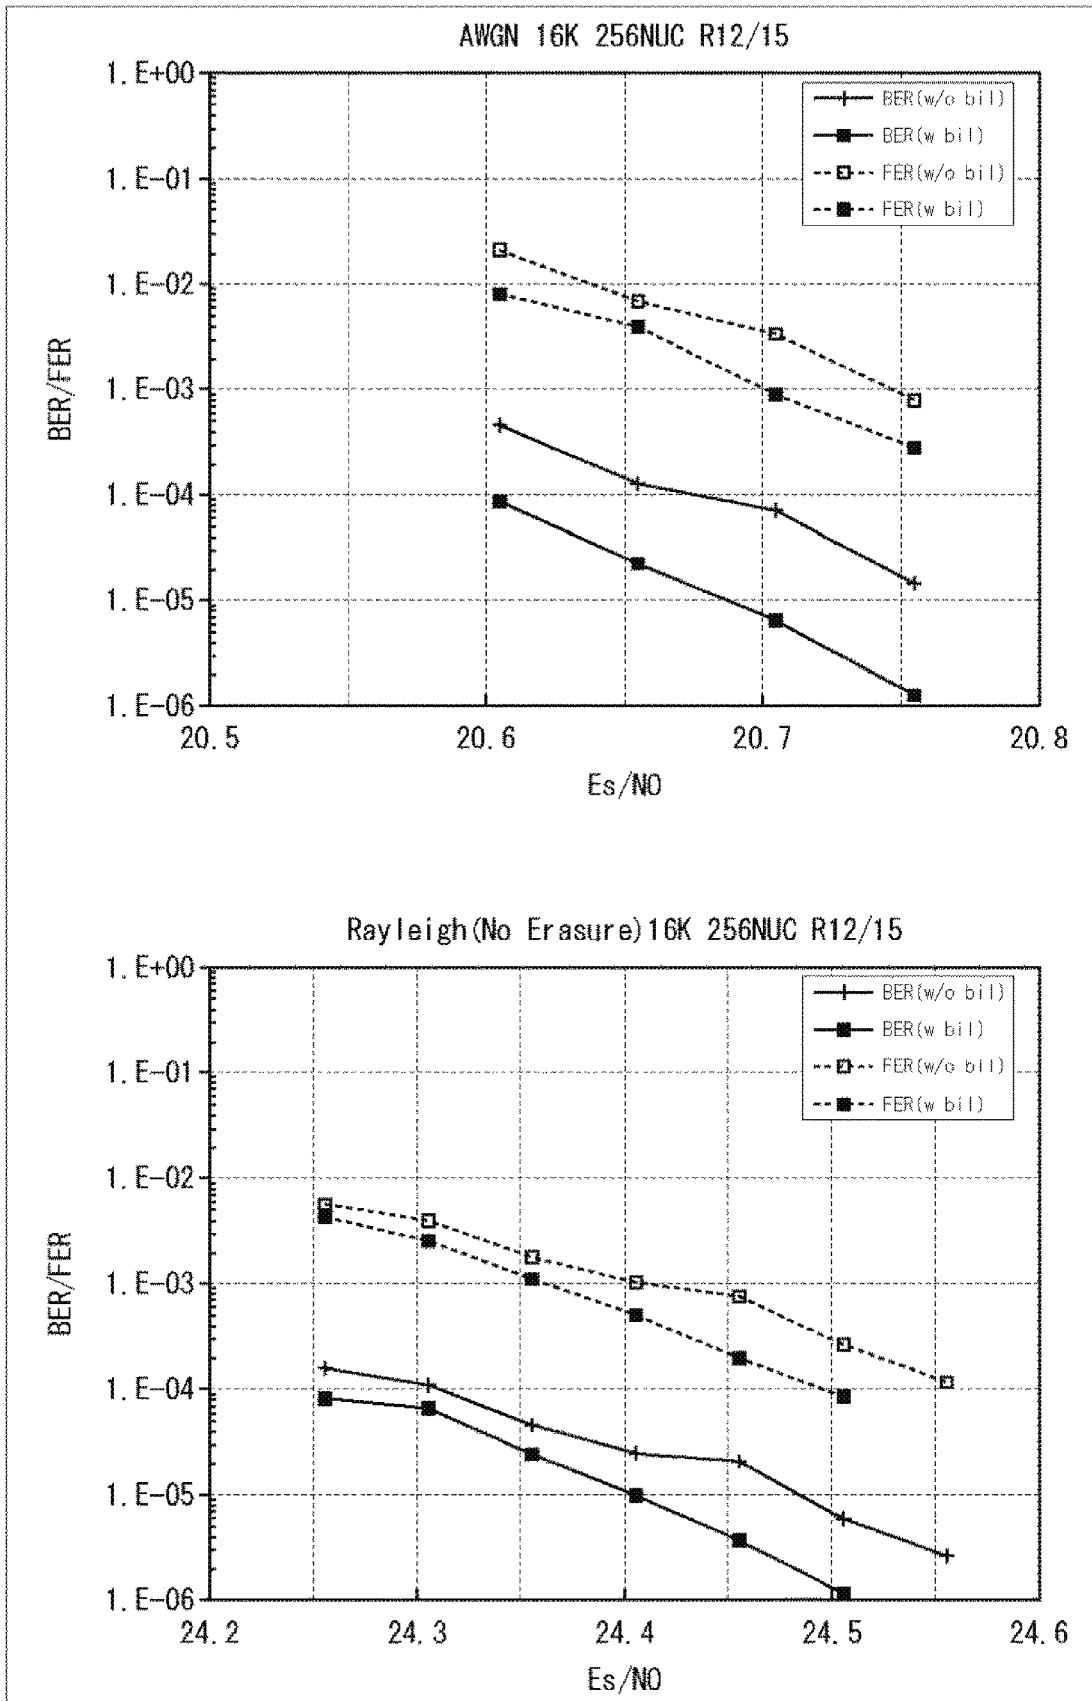 AWGN 16K 256NUC R12/15
1.E+00
1.E-01
1.E-02
1.E-03
1.E-04
1.E-05
1.E-06
BER/FER
20.5 20.6 20.7 20.8
Es/N0
BER(w/o bil)
BER(w bil)
FER(w/o bil)
FER(w bil)
Rayleigh(No Erasure)16K 256NUC R12/15
1.E+00
1.E-01
1.E-02
1.E-03
1.E-04
1.E-05
1.E-06
BER/FER
24.2 24.3 24.4 24.5 24.6
Es/N0
BER(w/o bil)
BER(w bil)
FER(w/o bil)
FER(w bil)